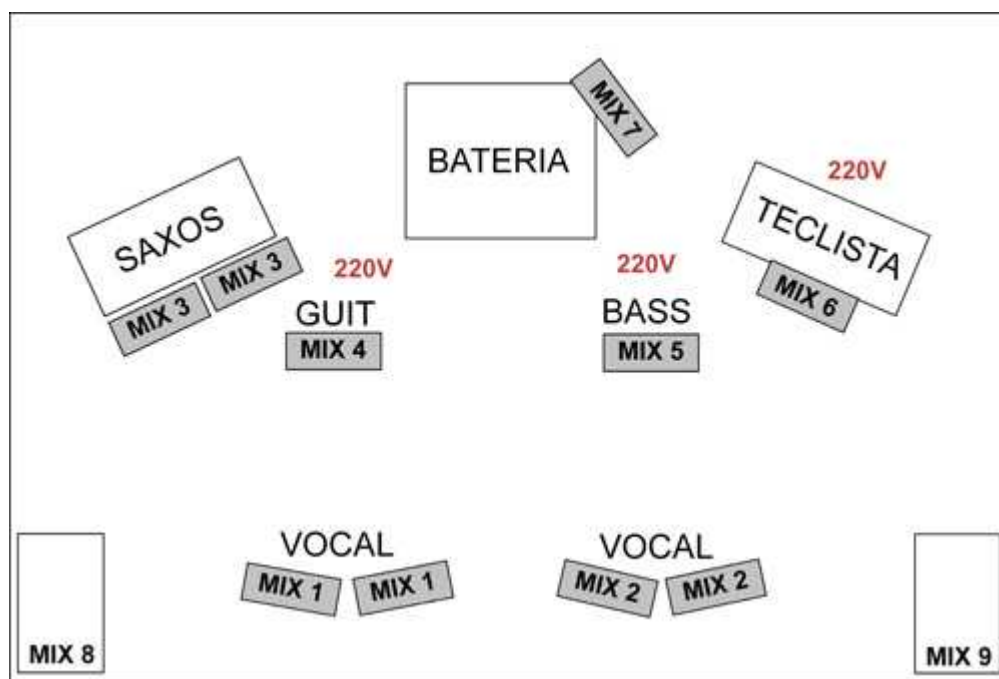 MIX 7
BATERIA
220V
SAXOS
TECLISTA
MIX 3
MIX 3
220V
220V
MIX 6
GUIT
BASS
MIX 4
MIX 5
VOCAL
VOCAL
MIX 1
MIX 1
MIX 2
MIX 2
MIX 8
MIX 9